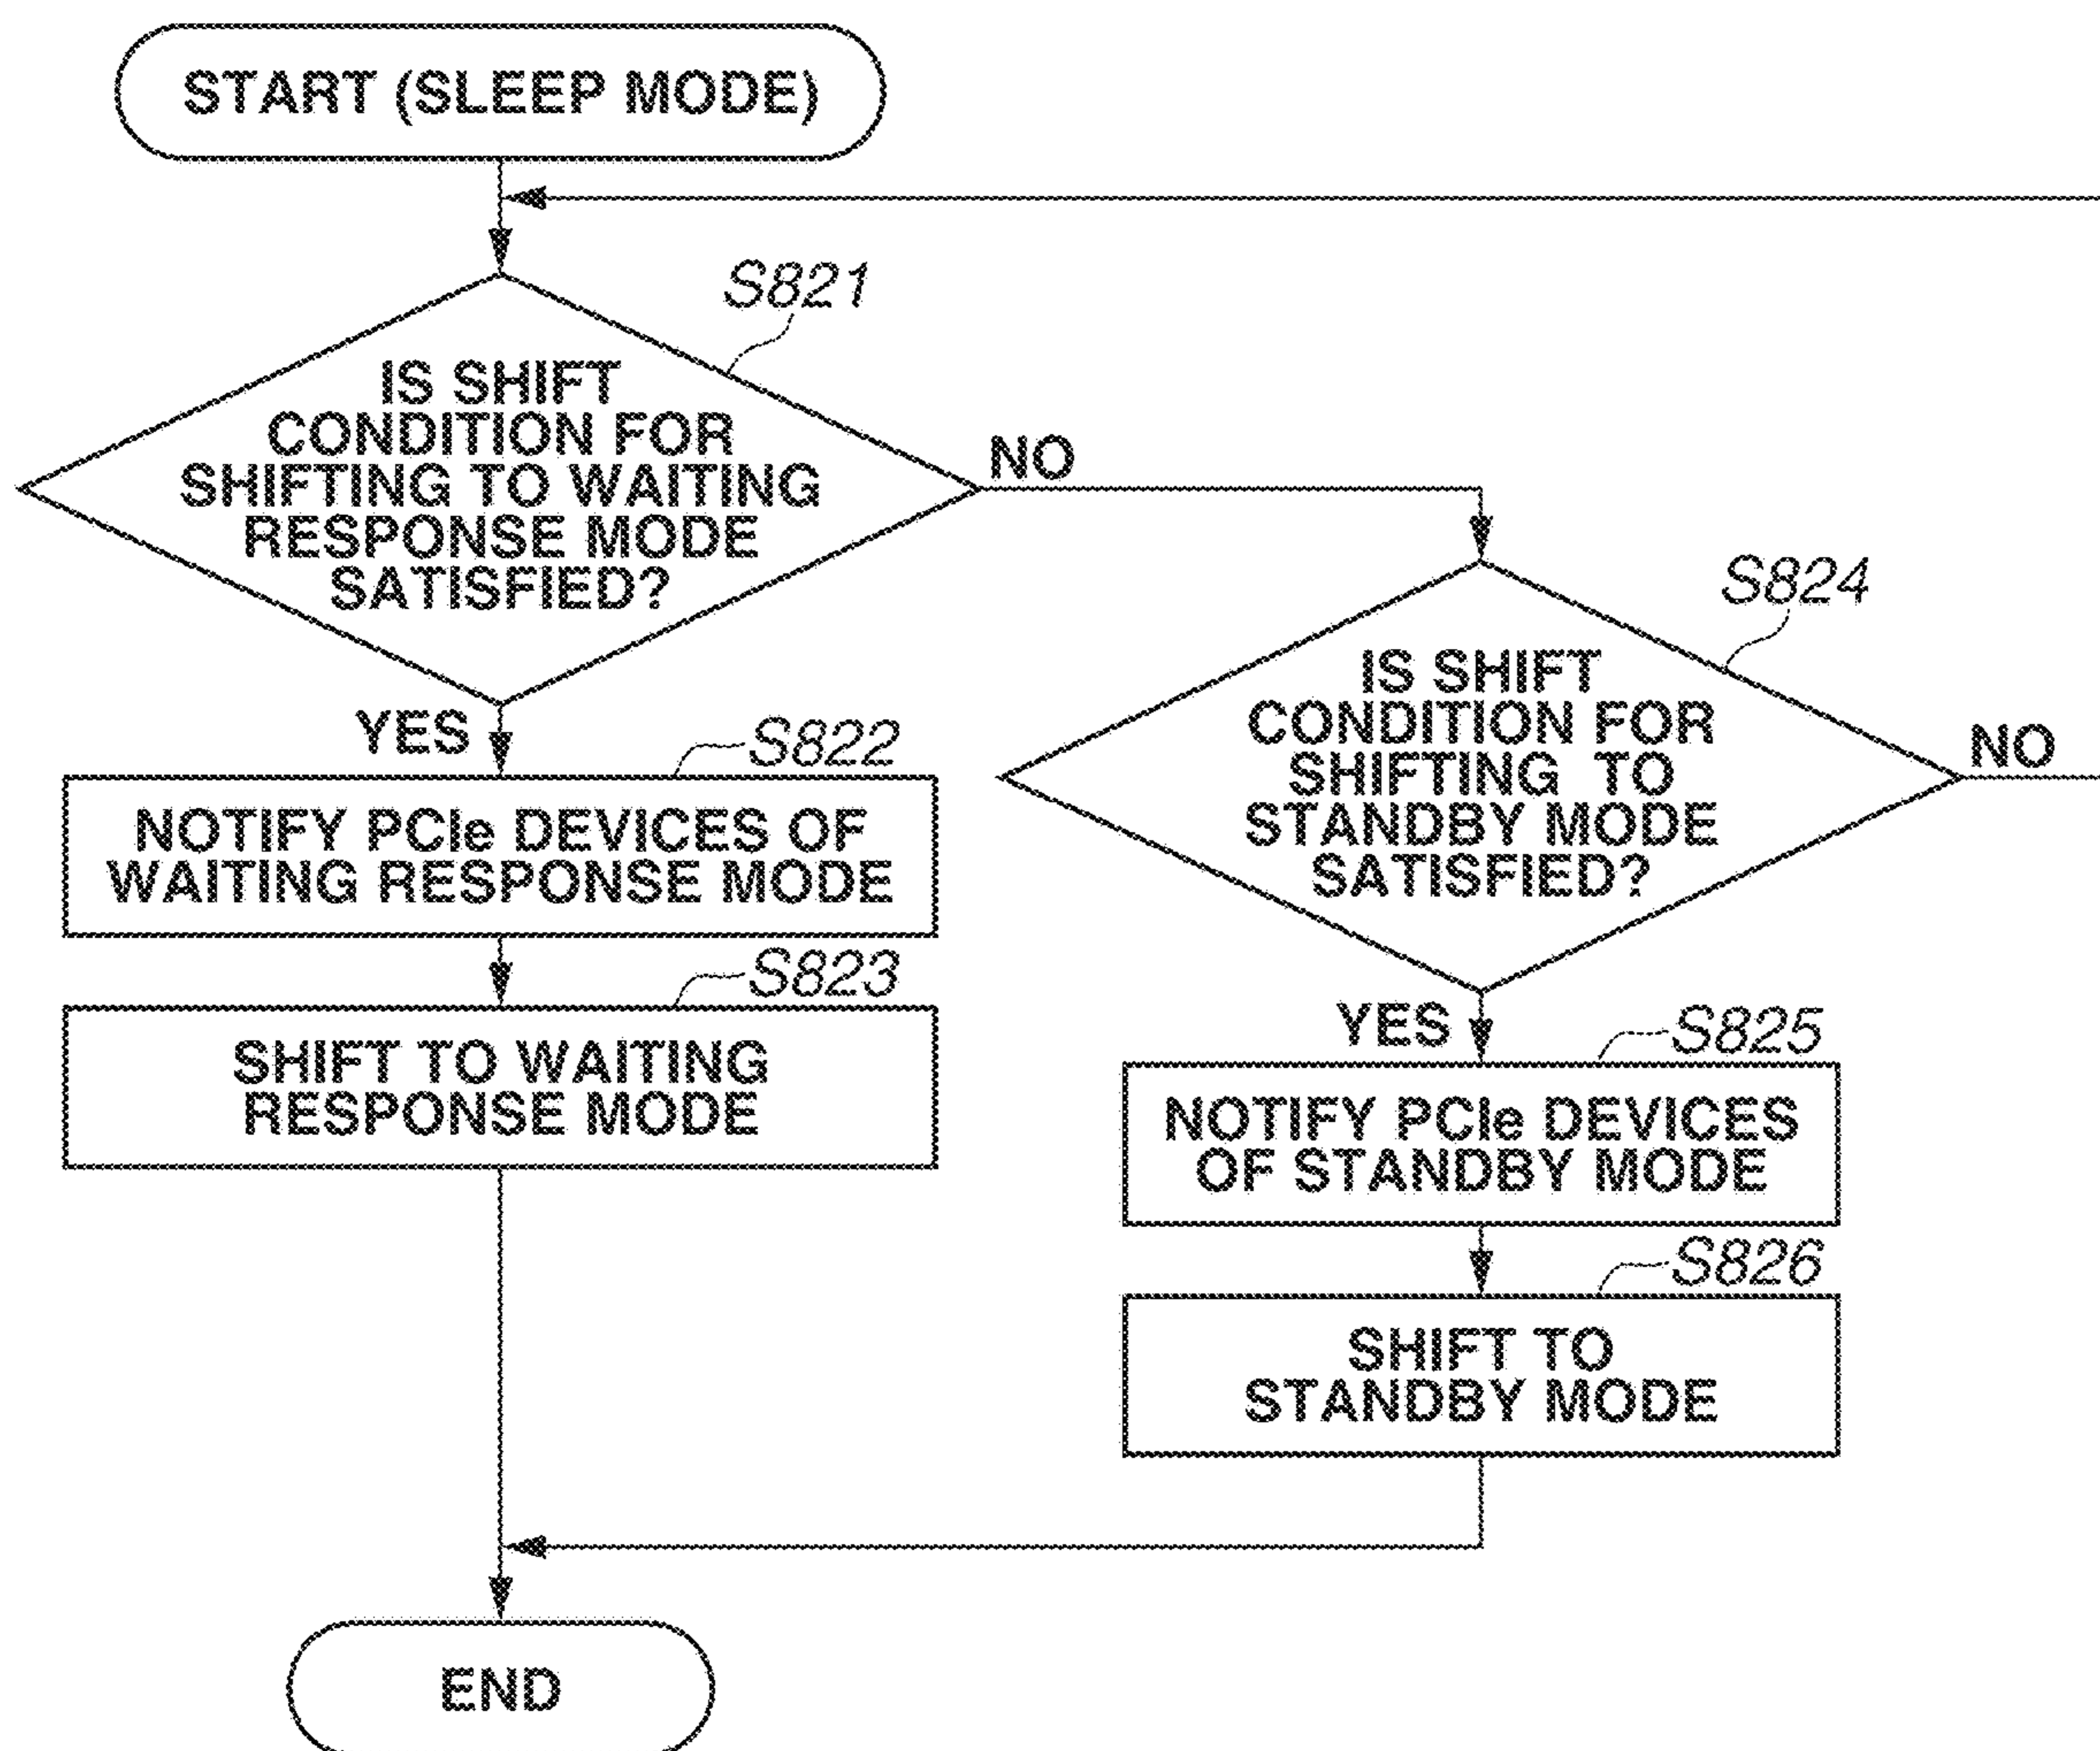 START (SLEEP MODE)
S821
IS SHIFT
CONDITION FOR
SHIFTING TO WAITING
RESPONSE MODE
SATISFIED?
NO
YES
S822
NOTIFY PCIe DEVICES OF
WAITING RESPONSE MODE
S823
SHIFT TO WAITING
RESPONSE MODE
S824
IS SHIFT
CONDITION FOR
SHIFTING TO
STANDBY MODE
SATISFIED?
NO
YES
S825
NOTIFY PCIe DEVICES
OF STANDBY MODE
S826
SHIFT TO
STANDBY MODE
END